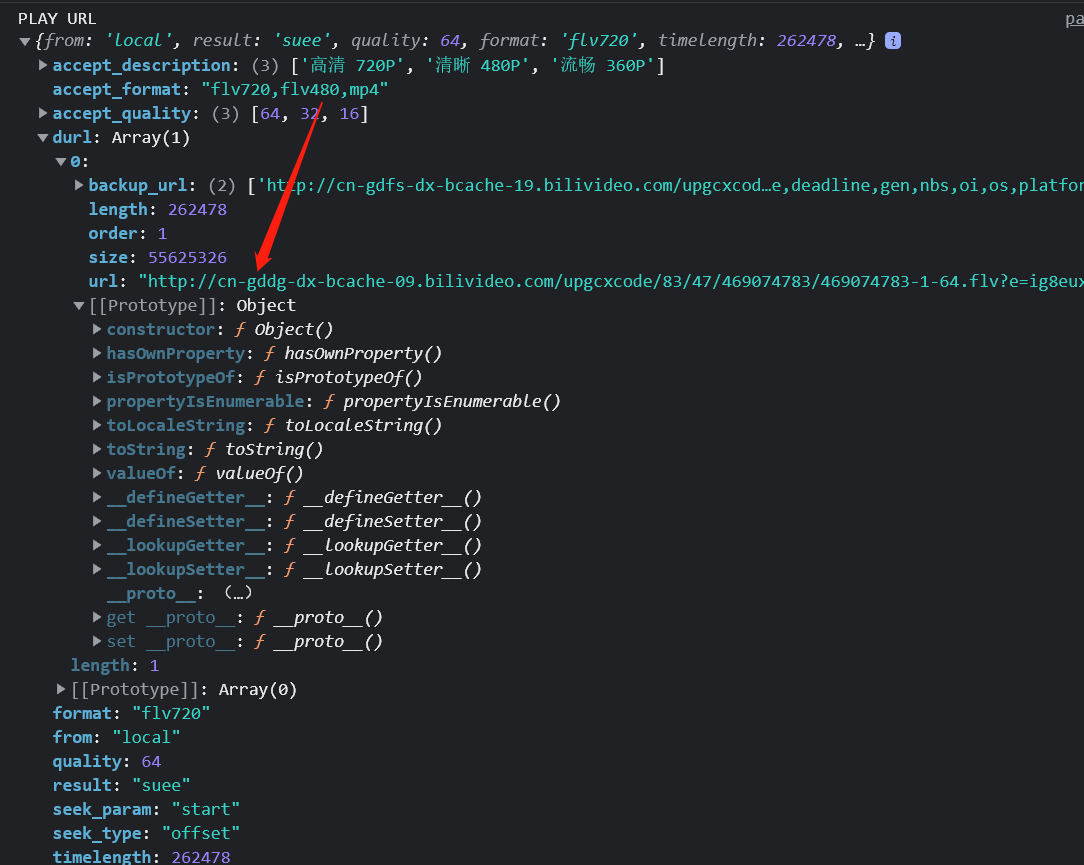 PLAY URL
pa
{from: 'local', result: 'suee', quality: 64, format: 'flv720', timelength: 262478, …} i
accept_description: (3) ['高清 720P', '清晰 480P', '流畅 360P']
accept_format: "flv720,flv480,mp4"
accept_quality: (3) [64, 32, 16]
durl: Array(1)
0:
backup_url: (2) ['http://cn-gdfs-dx-bcache-19.bilivideo.com/upgcxcod…e,deadline,gen,nbs,oi,os,platfor
length: 262478
order: 1
size: 55625326
url: "http://cn-gddg-dx-bcache-09.bilivideo.com/upgcxcode/83/47/469074783/469074783-1-64.flv?e=ig8eux
[[Prototype]]: Object
constructor: ƒ Object()
hasOwnProperty: ƒ hasOwnProperty()
isPrototypeOf: ƒ isPrototypeOf()
propertyIsEnumerable: ƒ propertyIsEnumerable()
toLocaleString: ƒ toLocaleString()
toString: ƒ toString()
valueOf: ƒ valueOf()
__defineGetter__: ƒ __defineGetter__()
__defineSetter__: ƒ __defineSetter__()
__lookupGetter__: ƒ __lookupGetter__()
__lookupSetter__: ƒ __lookupSetter__()
__proto__: (…)
get __proto__: ƒ __proto__()
set __proto__: ƒ __proto__()
length: 1
[[Prototype]]: Array(0)
format: "flv720"
from: "local"
quality: 64
result: "suee"
seek_param: "start"
seek_type: "offset"
timelength: 262478